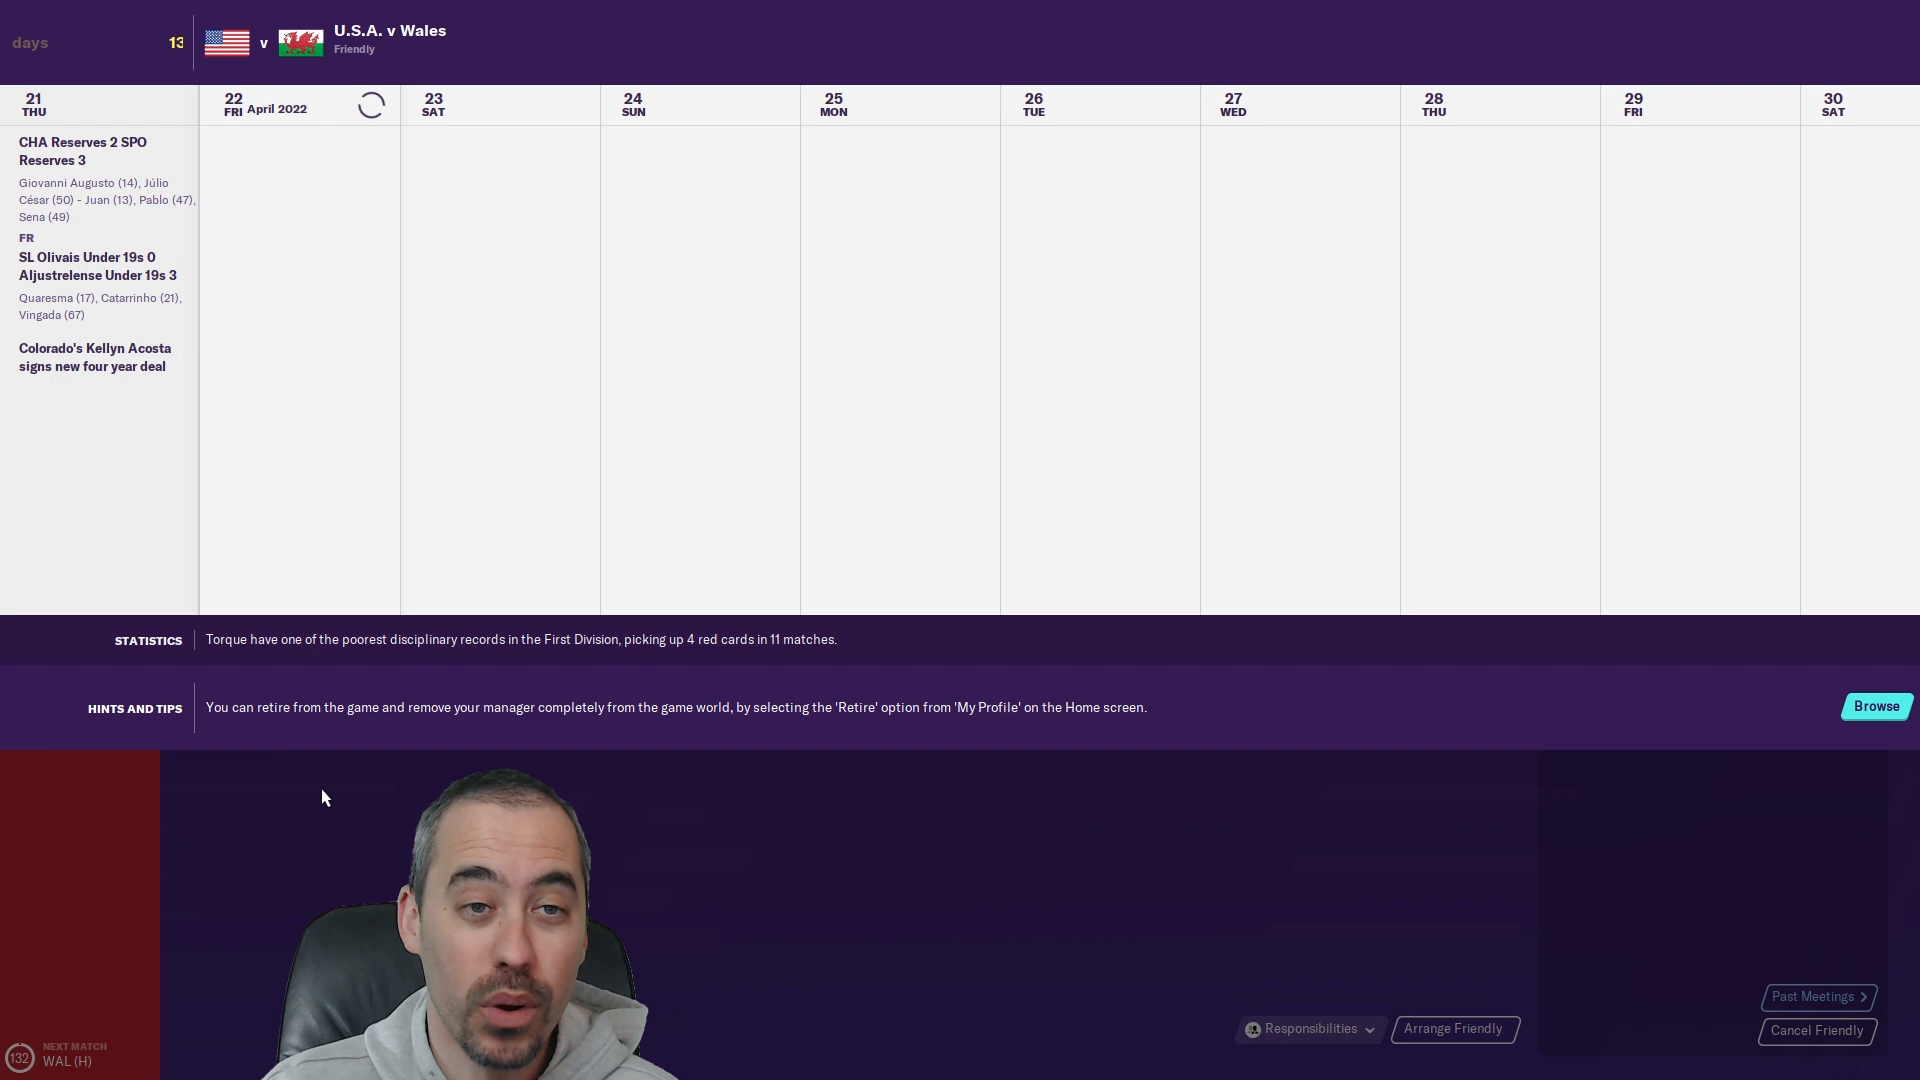 days 13
v
U.S.A. v Wales
Friendly
21
THU
22
FRI April 2022
23
SAT
24
SUN
25
MON
26
TUE
27
WED
28
THU
29
FRI
30
SAT
CHA Reserves 2 SPO
Reserves 3
Giovanni Augusto (14), Júlio
César (50) - Juan (13), Pablo (47),
Sena (49)
FR
SL Olivais Under 19s 0
Aljustrelense Under 19s 3
Quaresma (17), Catarrinho (21),
Vingada (67)
Colorado's Kellyn Acosta
signs new four year deal
STATISTICS
Torque have one of the poorest disciplinary records in the First Division, picking up 4 red cards in 11 matches.
HINTS AND TIPS
You can retire from the game and remove your manager completely from the game world, by selecting the 'Retire' option from 'My Profile' on the Home screen.
Browse
Past Meetings
Responsibilities
Arrange Friendly
Cancel Friendly
132
NEXT MATCH
WAL (H)